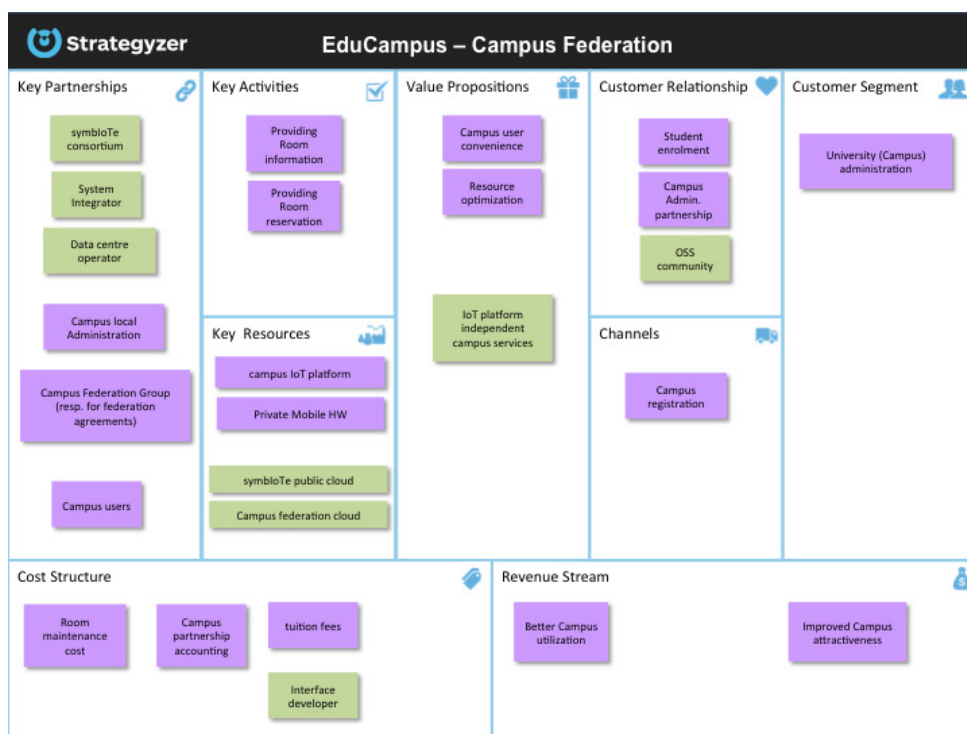 Strategyzer
EduCampus – Campus Federation
Key Partnerships
symbIoTe
consortium
System
Integrator
Data centre
operator
Campus local
Administration
Campus Federation Group
(resp. for federation
agreements)
Campus users
Key Activities
Providing
Room
information
Providing
Room
reservation
Key Resources
campus IoT platform
Private Mobile HW
symbIoTe public cloud
Campus federation cloud
Value Propositions
Campus user
convenience
Resource
optimization
IoT platform
independent
campus services
Customer Relationship
Student
enrolment
Campus
Admin.
partnership
OSS
community
Channels
Campus
registration
Customer Segment
University (Campus)
administration
Cost Structure
Room
maintenance
cost
Campus
partnership
accounting
tuition fees
Interface
developer
Revenue Stream
Better Campus
utilization
Improved Campus
attractiveness